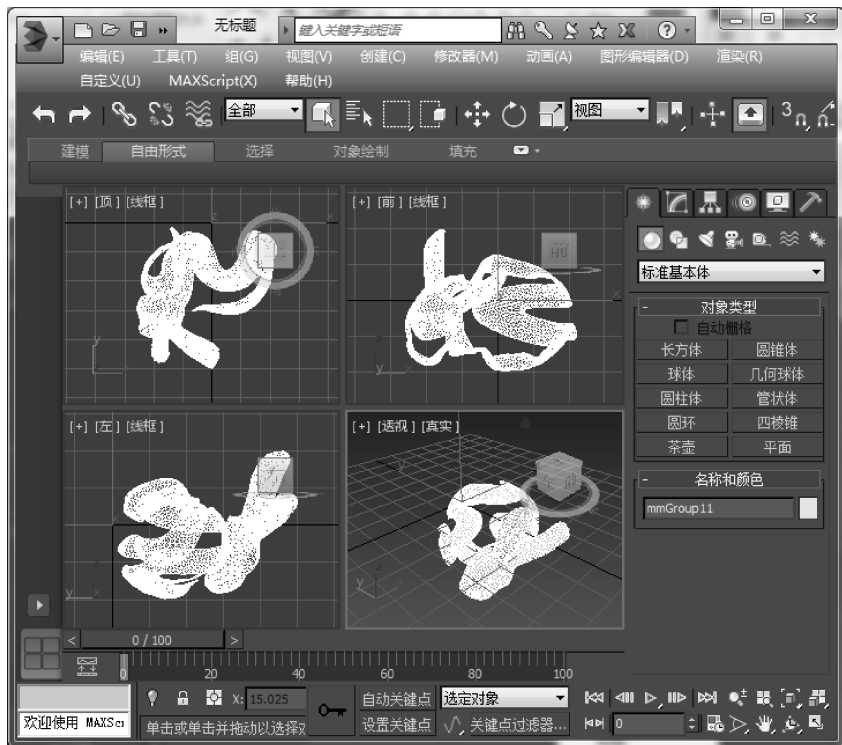 无标题 键入关键字或短语
编辑(E) 工具(T) 组(G) 视图(V) 创建(C) 修改器(M) 动画(A) 图形编辑器(D) 渲染(R)
自定义(U) MAXScript(X) 帮助(H)
全部 视图 3
建模 自由形式 选择 对象绘制 填充
[+] [顶] [线框]
[+] [前] [线框]
标准基本体
- 对象类型
自动栅格
长方体 圆锥体
球体 几何球体
圆柱体 管状体
圆环 四棱锥
茶壶 平面
[+] [左] [线框]
[+] [透视] [真实]
- 名称和颜色
mmGroup11
< 0 / 100 >
0 20 40 60 80 100
X: 15.025 自动关键点 选定对象
欢迎使用 MAXSc 单击或单击并拖动以选择 设置关键点 关键点过滤器... 0